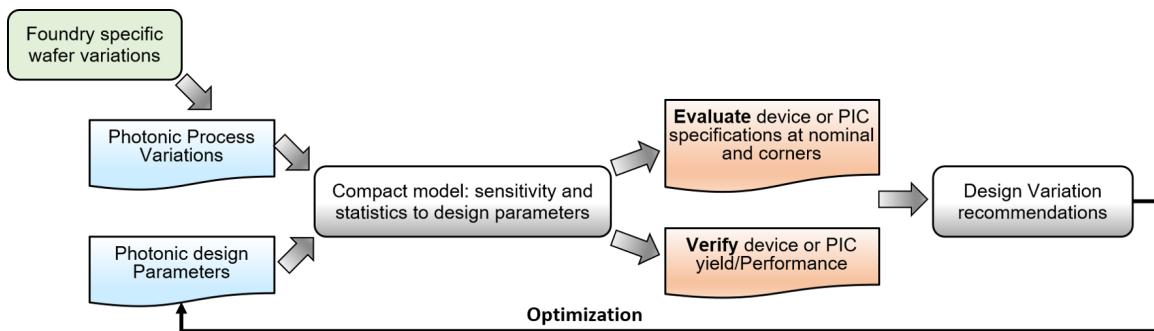 Foundry specific
wafer variations
Photonic Process
Variations
Photonic design
Parameters
Compact model: sensitivity and
statistics to design parameters
Evaluate device or PIC
specifications at nominal
and corners
Verify device or PIC
yield/Performance
Design Variation
recommendations
Optimization